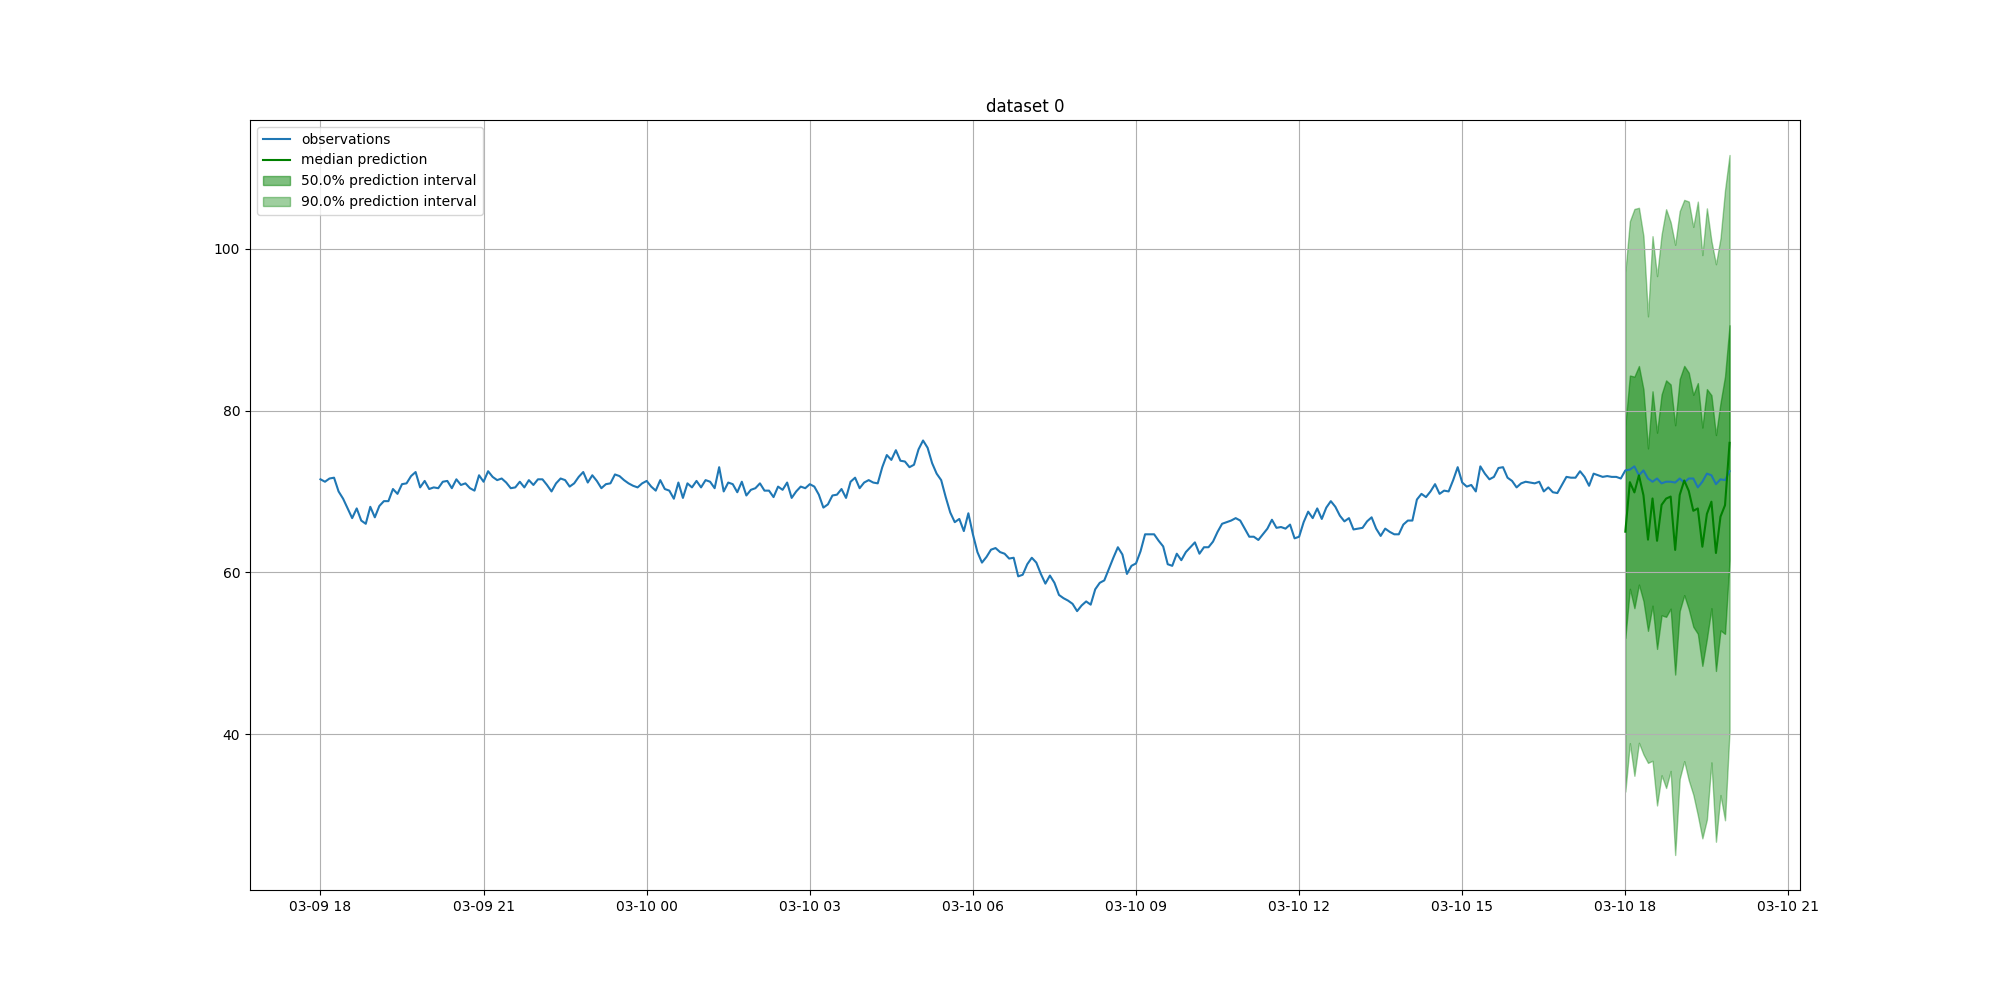 dataset 0
observations
median prediction
50.0% prediction interval
90.0% prediction interval
100
80
60
40
03-09 18
03-09 21
03-10 00
03-10 03
03-10 06
03-10 09
03-10 12
03-10 15
03-10 18
03-10 21